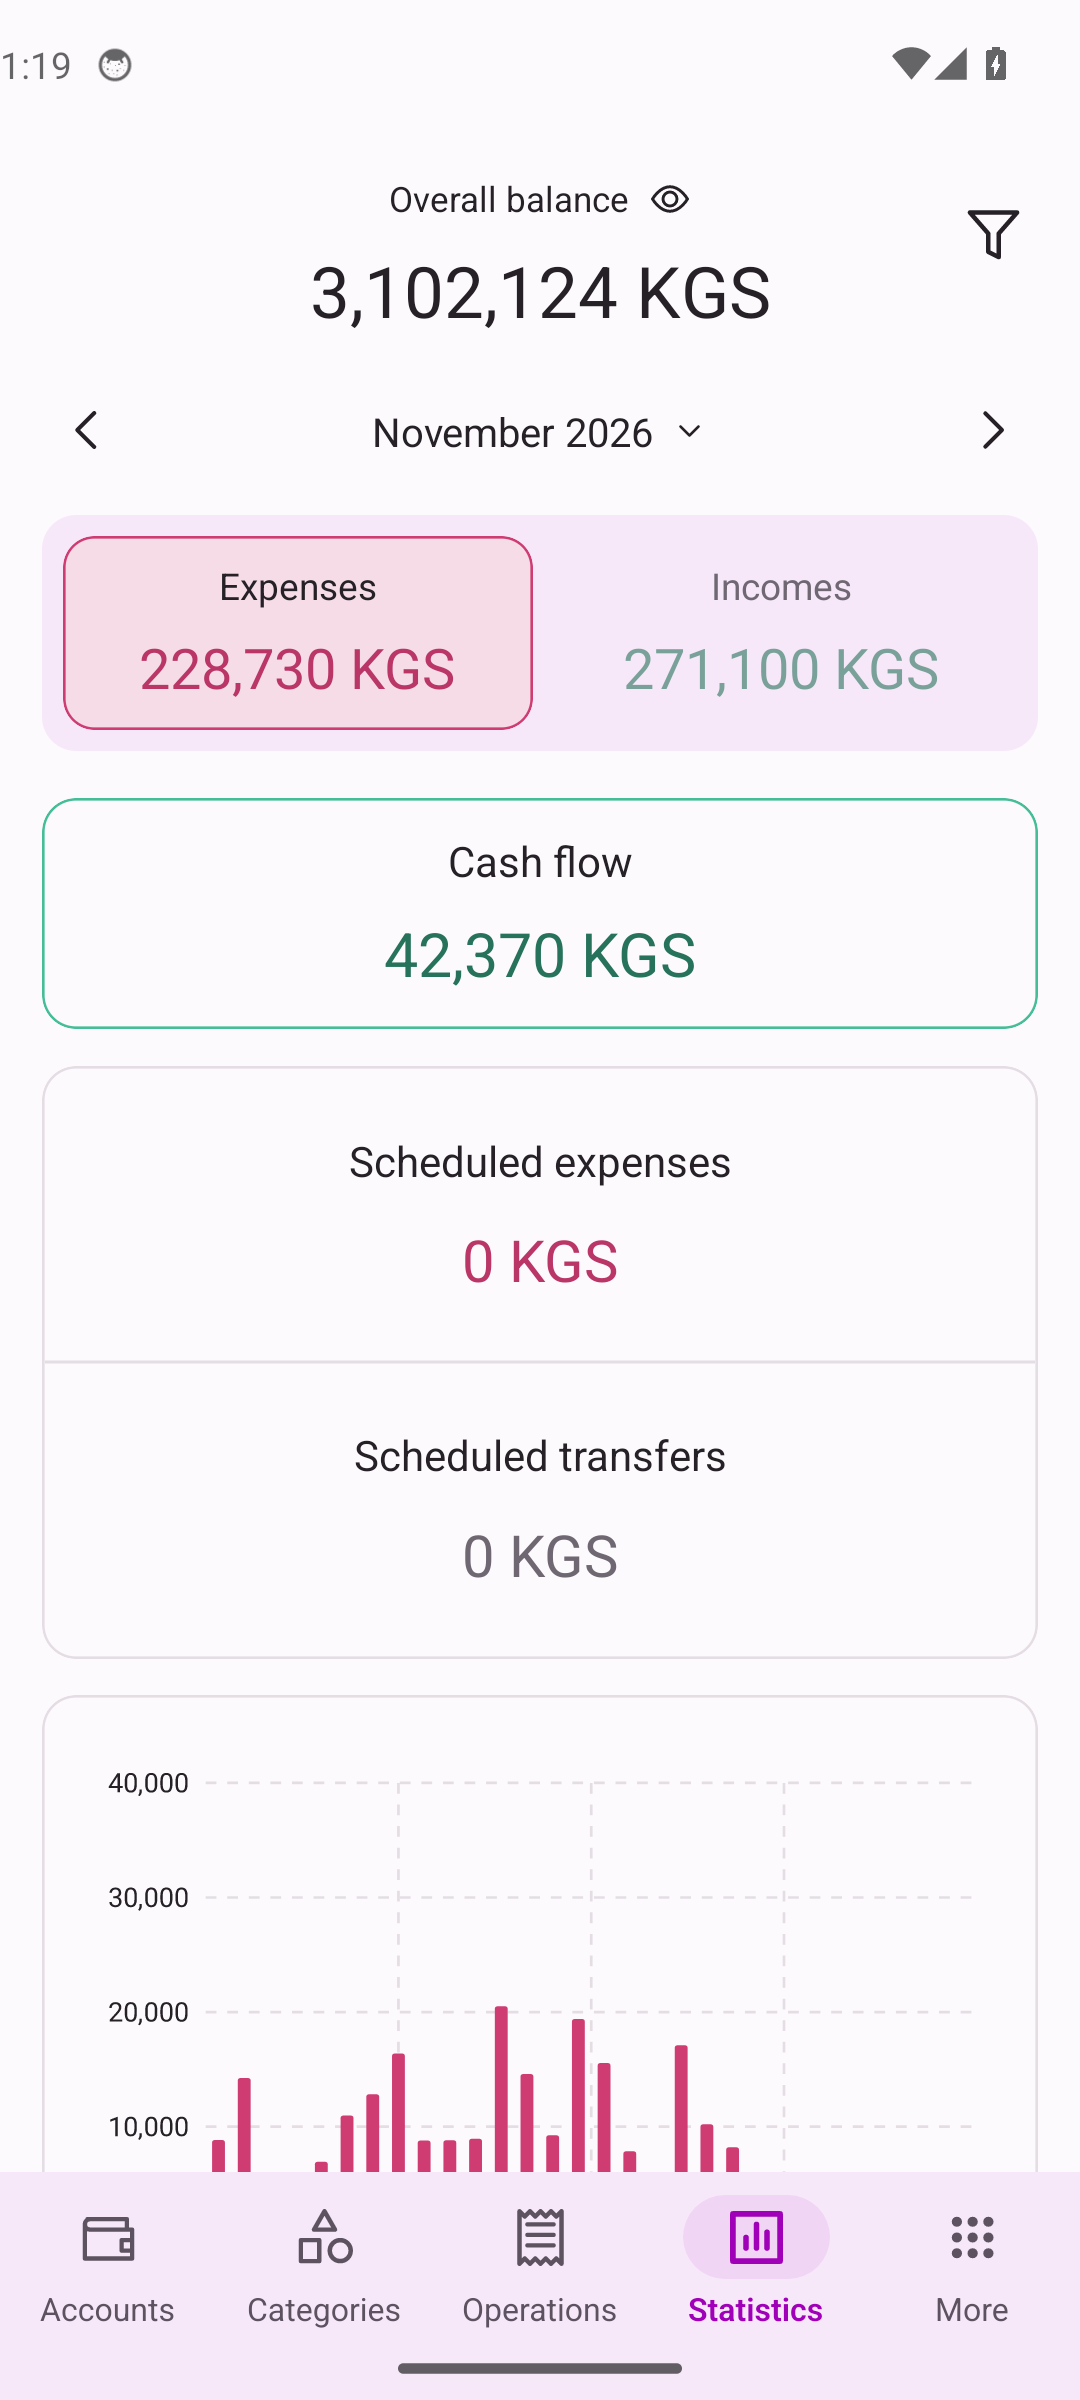 1:19
Overall balance
3,102,124 KGS
November 2026
Expenses
228,730 KGS
Incomes
271,100 KGS
Cash flow
42,370 KGS
Scheduled expenses
0 KGS
Scheduled transfers
0 KGS
40,000
30,000
20,000
10,000
Accounts
Categories
Operations
Statistics
More